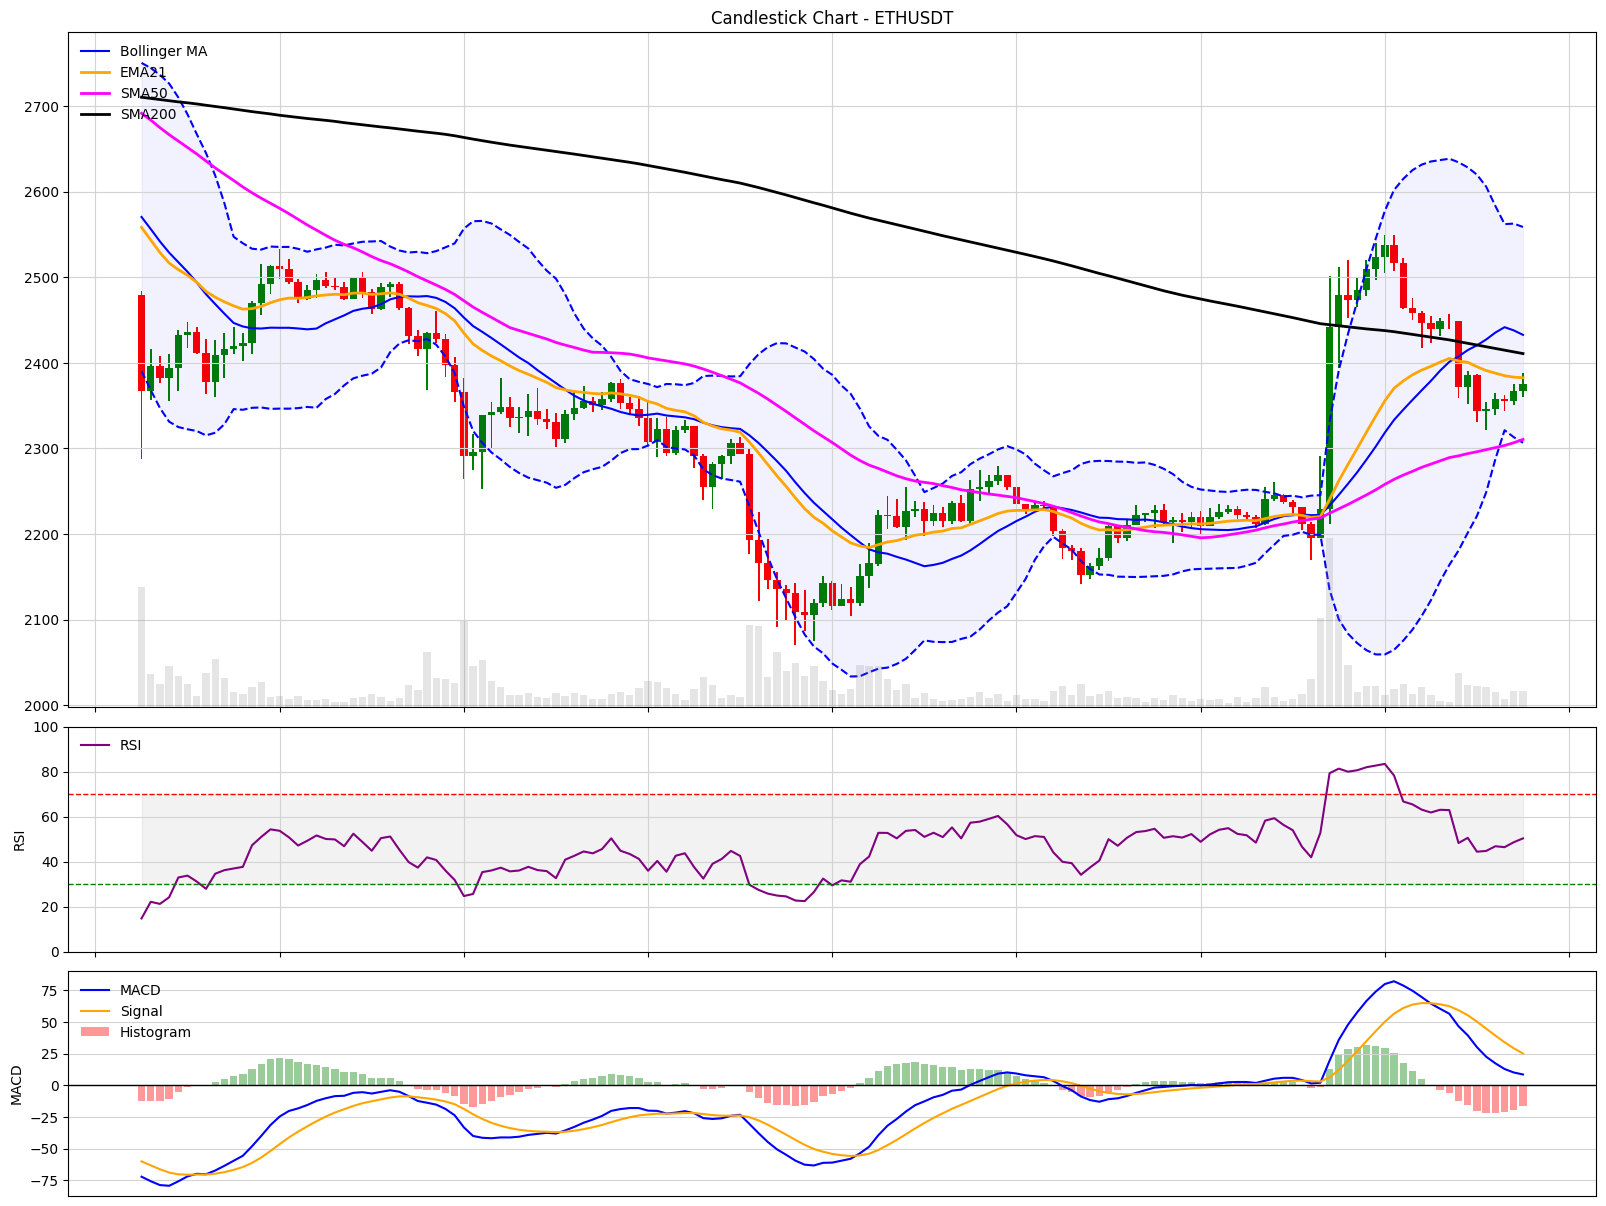 Candlestick Chart - ETHUSDT
Bollinger MA
EMA21
SMA50
SMA200
2700
2600
2500
2400
2300
2200
2100
2000
RSI
100
80
60
40
20
0
RSI
MACD
Signal
Histogram
75
50
25
0
−25
−50
−75
MACD